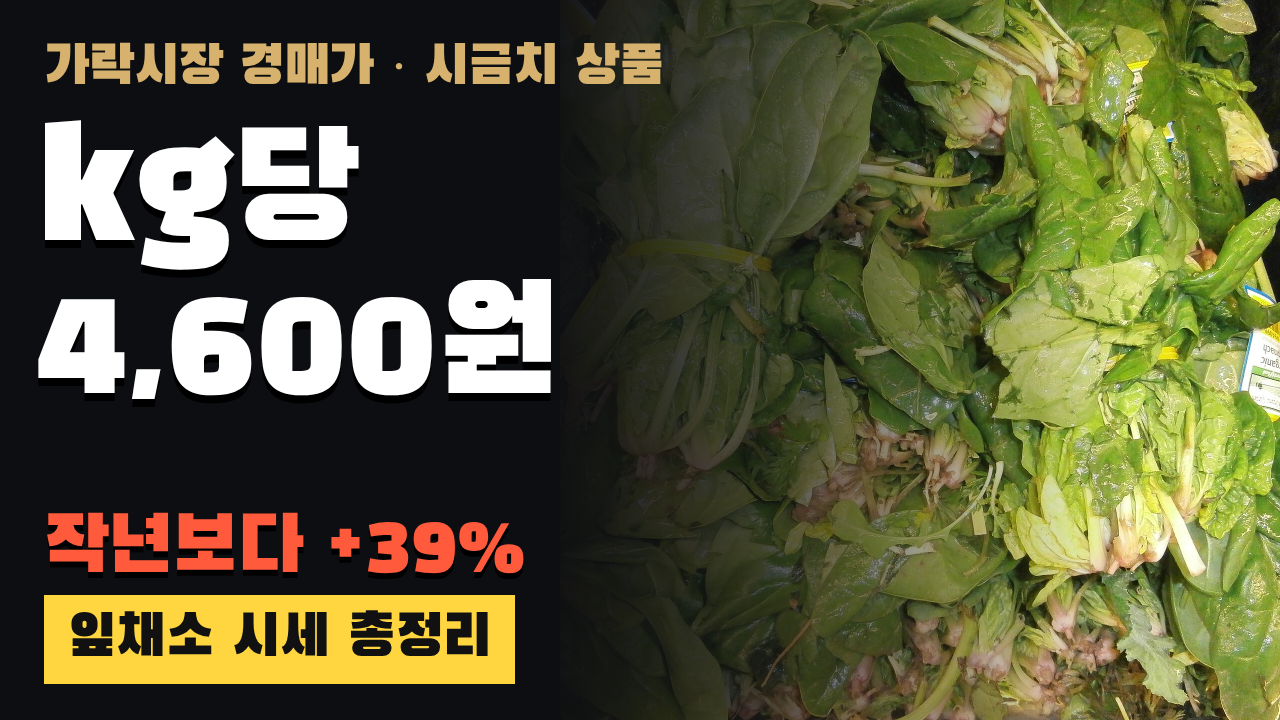 가락시장 경매가 · 시금치 상품
kg당
4,600원
작년보다 +39%
잎채소 시세 총정리